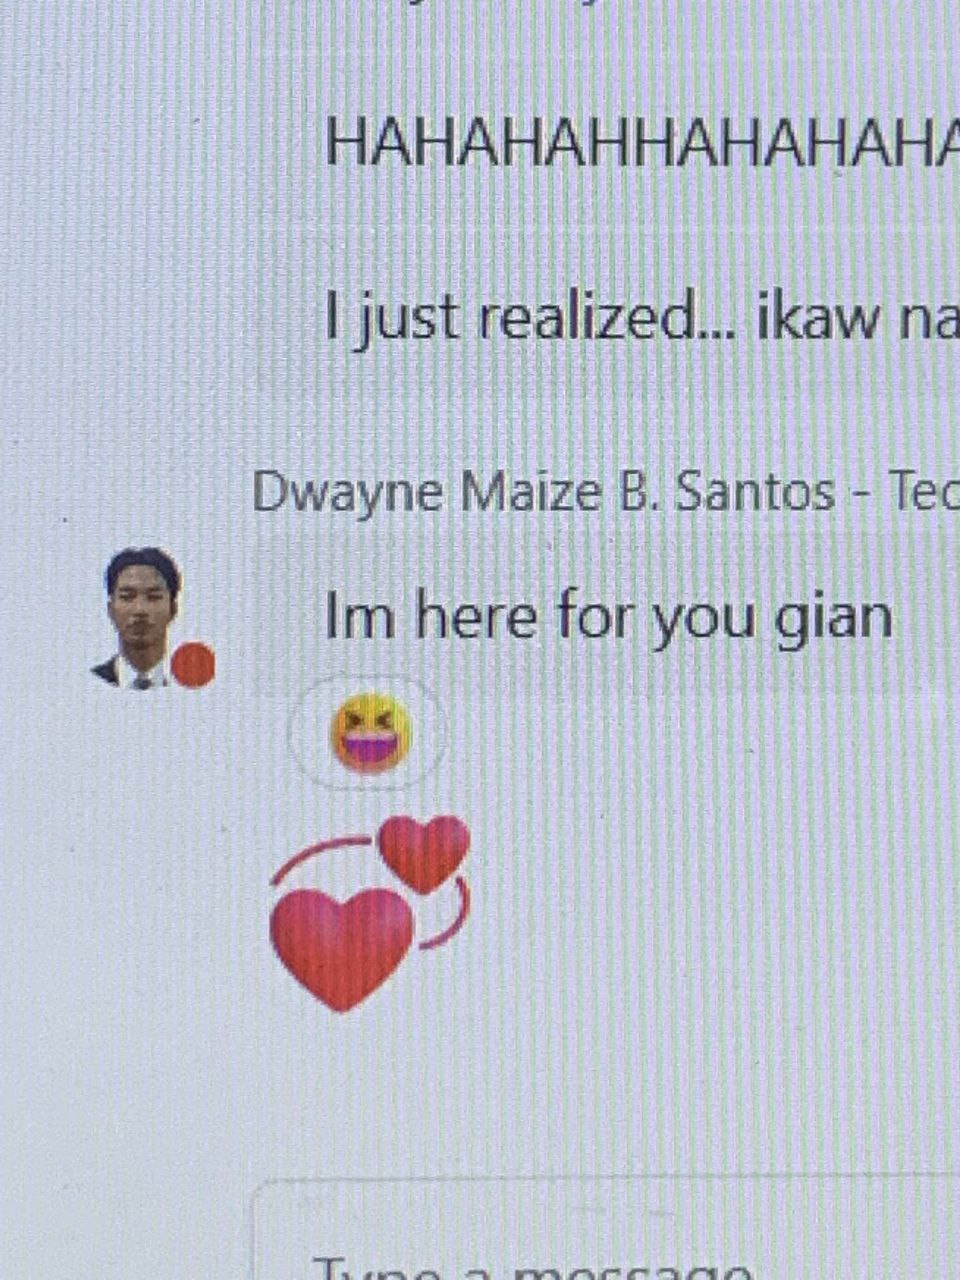 HAHAHAHHAHAHAHA
I just realized... ikaw na
Dwayne Maize B. Santos - Tec
Im here for you gian
Type a message